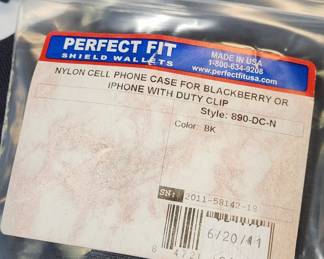 PERFECT FIT
SHIELD WALLETS
MADE IN USA
1-800-634-9208
www.perfectfitusa.com
NYLON CELL PHONE CASE FOR BLACKBERRY OR
IPHONE WITH DUTY CLIP
Style: 890-DC-N
Color: BK
SN: 2011-58142-18
6/20/11